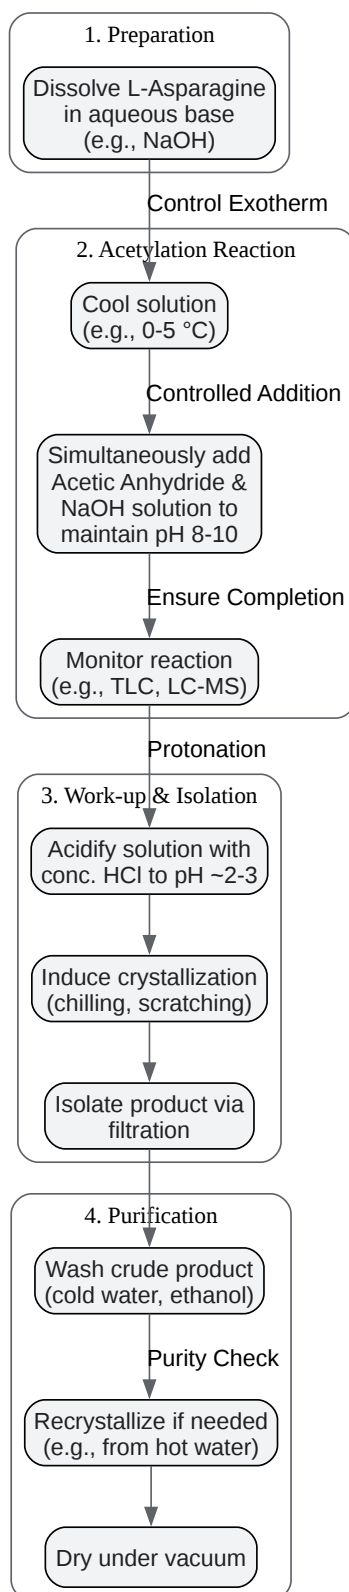 1. Preparation
Dissolve L-Asparagine
in aqueous base
(e.g., NaOH)
Control Exotherm
2. Acetylation Reaction
Cool solution
(e.g., 0-5 °C)
Controlled Addition
Simultaneously add
Acetic Anhydride &
NaOH solution to
maintain pH 8-10
Ensure Completion
Monitor reaction
(e.g., TLC, LC-MS)
Protonation
3. Work-up & Isolation
Acidify solution with
conc. HCl to pH ~2-3
Induce crystallization
(chilling, scratching)
Isolate product via
filtration
4. Purification
Wash crude product
(cold water, ethanol)
Purity Check
Recrystallize if needed
(e.g., from hot water)
Dry under vacuum